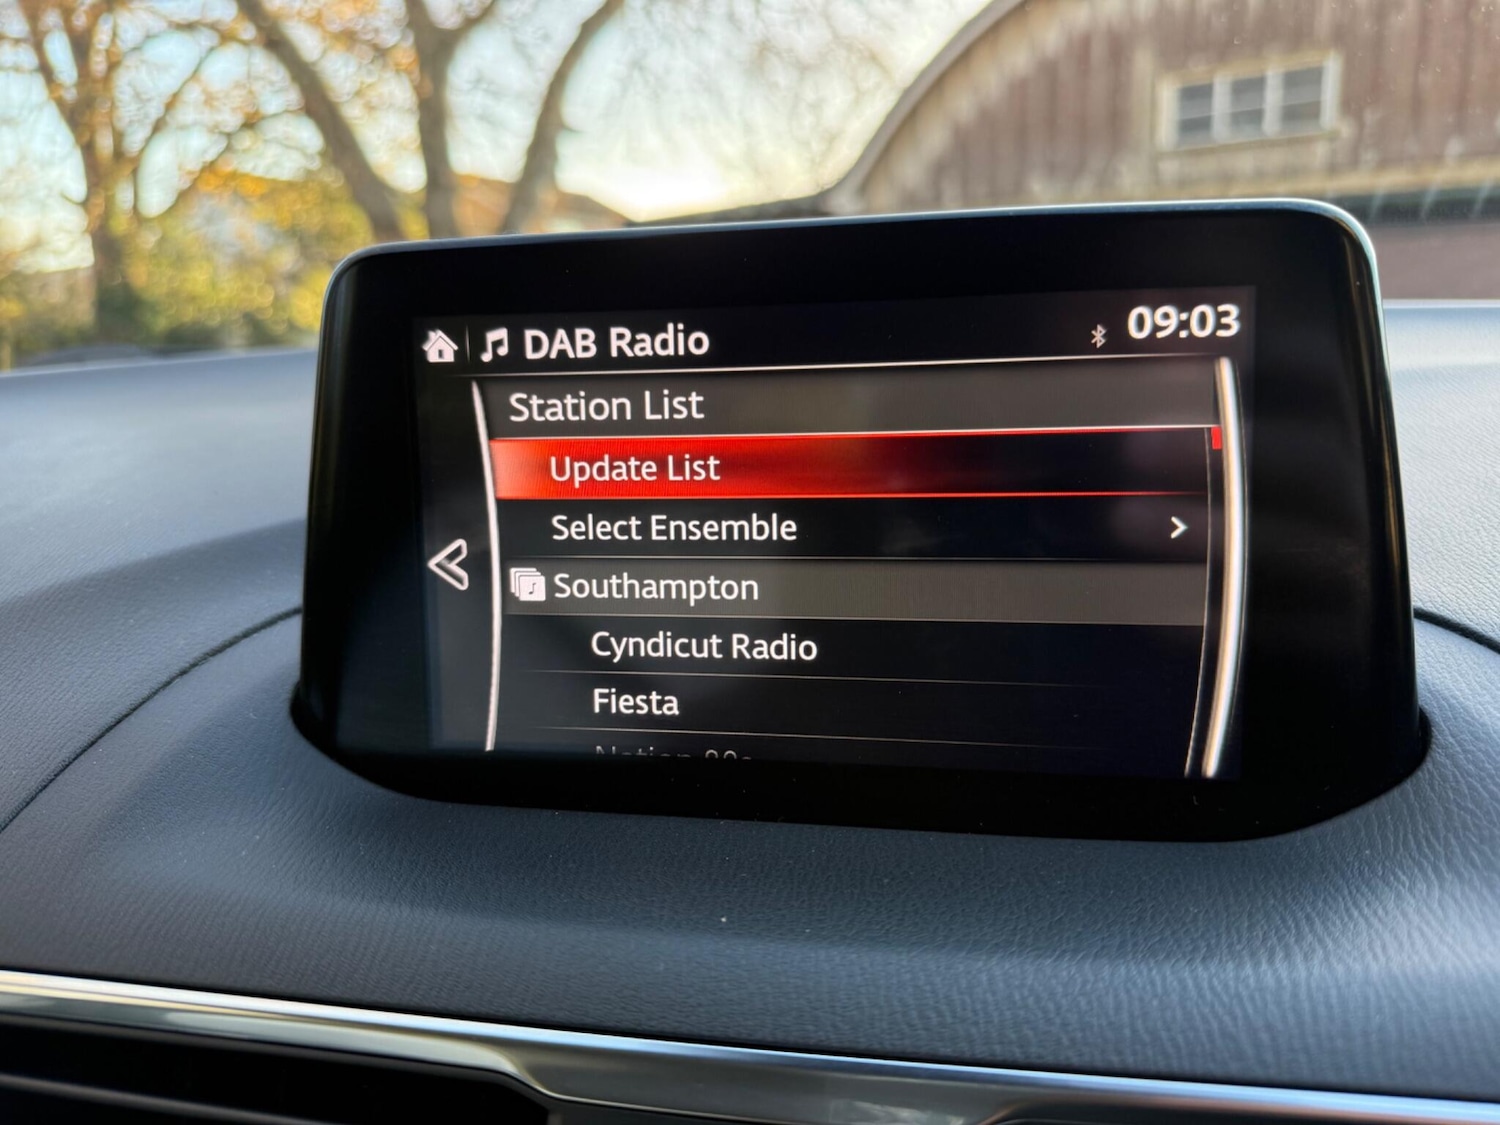 DAB Radio
09:03
Station List
Update List
Select Ensemble
Southampton
Cyndicut Radio
Fiesta